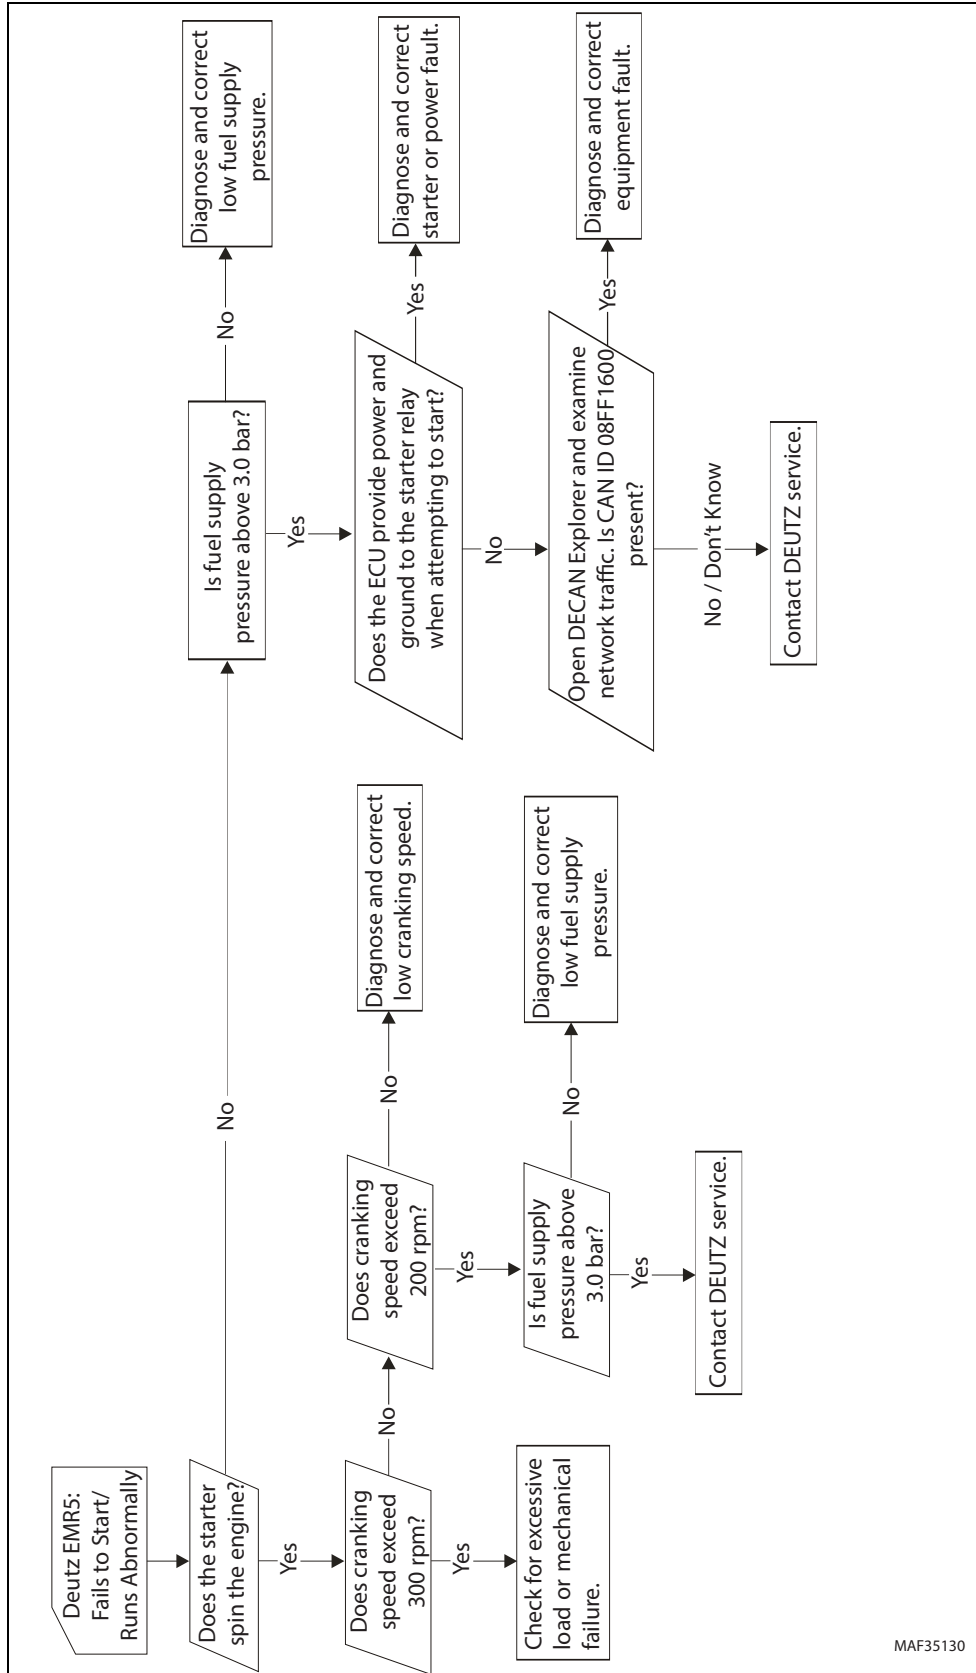 Deutz EMR5:
Fails to Start/
Runs Abnormally
Does the starter
spin the engine?
No
Yes
Is fuel supply
pressure above 3.0 bar?
No
Diagnose and correct
low fuel supply
pressure.
Yes
Does cranking
speed exceed
300 rpm?
No
Does cranking
speed exceed
200 rpm?
No
Diagnose and correct
low cranking speed.
Does the ECU provide power and
ground to the starter relay
when attempting to start?
Yes
Diagnose and correct
starter or power fault.
Yes
Yes
No
Check for excessive
load or mechanical
failure.
Is fuel supply
pressure above
3.0 bar?
No
Diagnose and correct
low fuel supply
pressure.
Open DECAN Explorer and examine
network traffic. Is CAN ID 08FF1600
present?
Yes
Diagnose and correct
equipment fault.
Yes
No / Don't Know
Contact DEUTZ service.
Contact DEUTZ service.
MAF35130